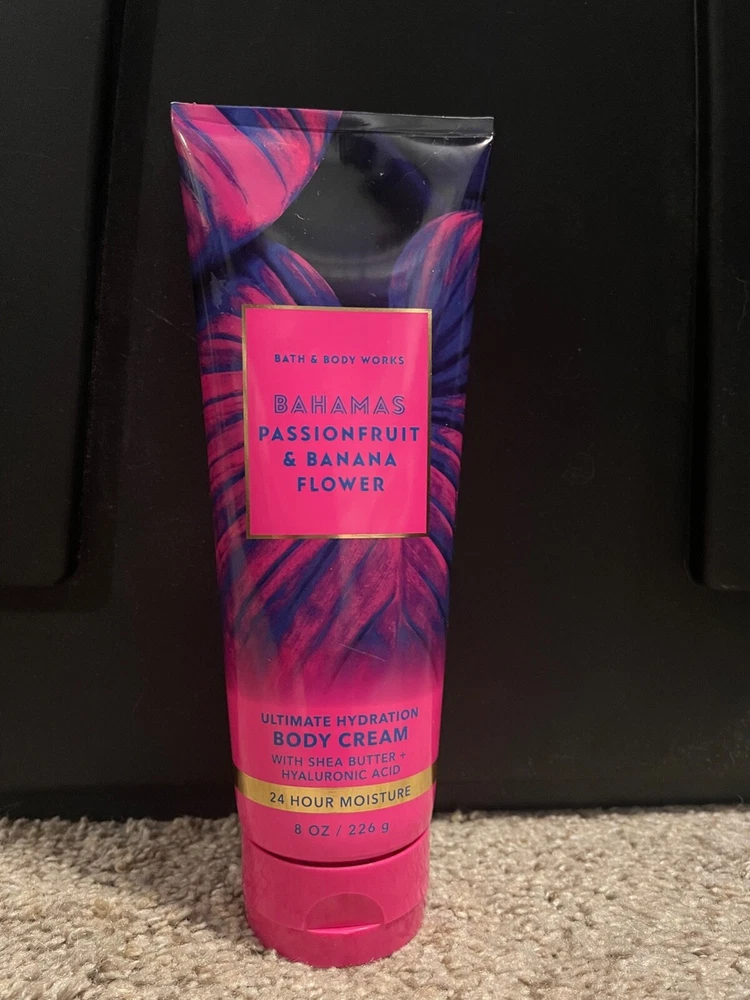 BATH & BODY WORKS
BAHAMAS
PASSIONFRUIT
& BANANA
FLOWER
ULTIMATE HYDRATION
BODY CREAM
WITH SHEA BUTTER +
HYALURONIC ACID
24 HOUR MOISTURE
8 OZ / 226 g